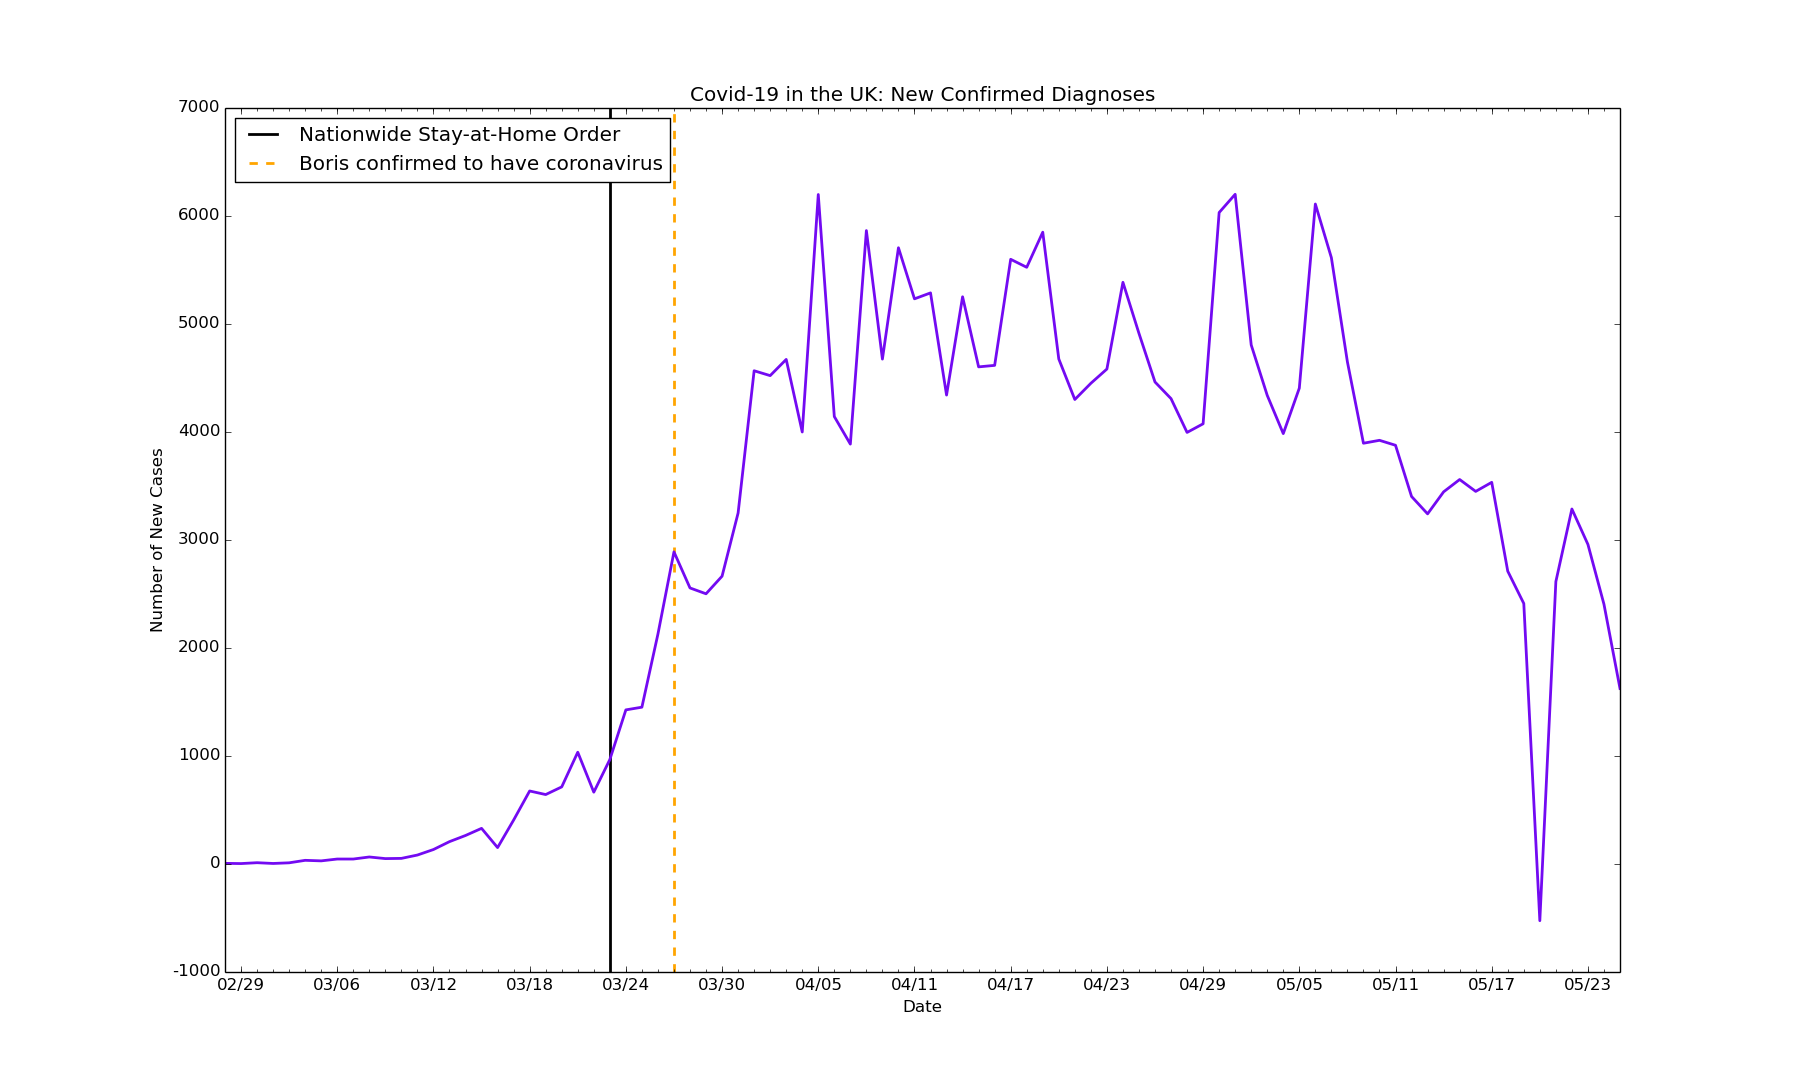 Covid-19 in the UK: New Confirmed Diagnoses
Nationwide Stay-at-Home Order
Boris confirmed to have coronavirus
Number of New Cases
7000
6000
5000
4000
3000
2000
1000
0
-1000
02/29 03/06 03/12 03/18 03/24 03/30 04/05 04/11 04/17 04/23 04/29 05/05 05/11 05/17 05/23
Date